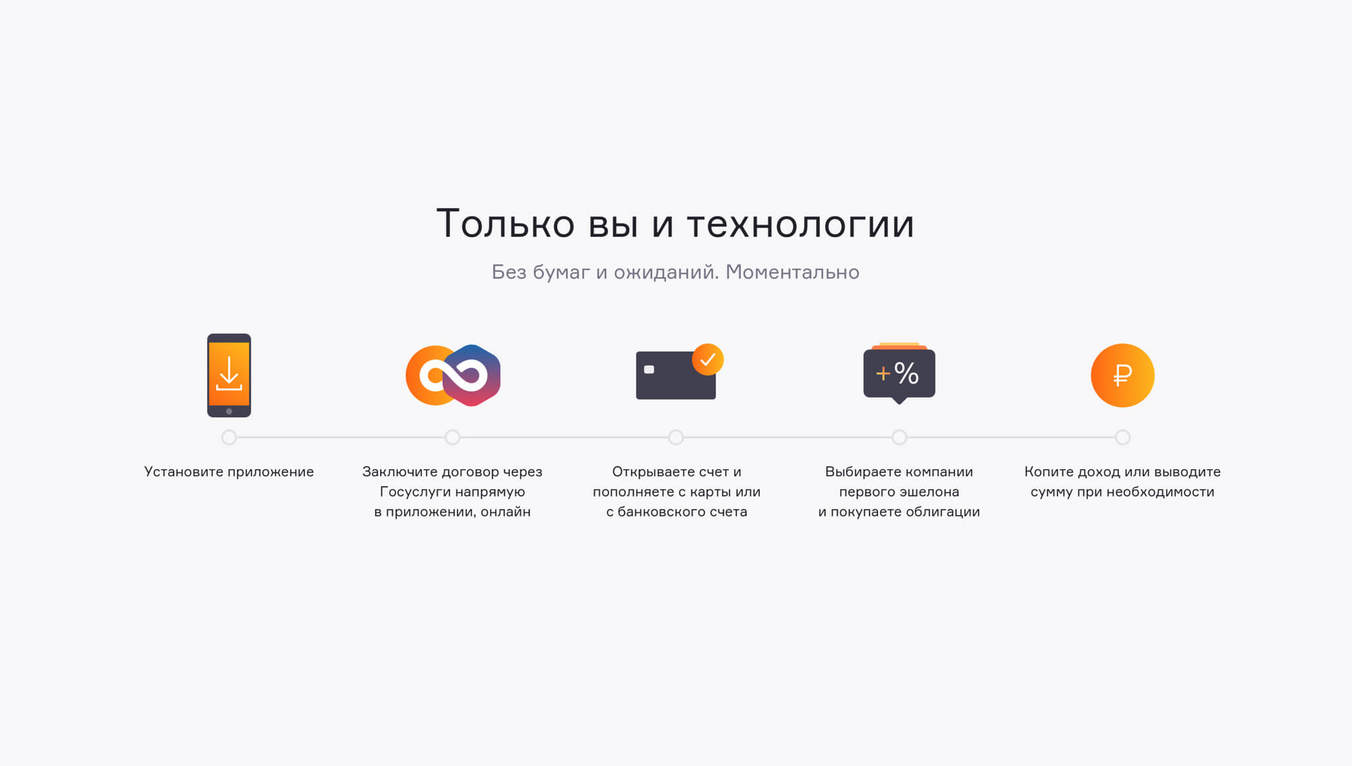 Только вы и технологии
Без бумаг и ожиданий. Моментально
+%
₽
Установите приложение
Заключите договор через
Госуслуги напрямую
в приложении, онлайн
Открываете счет и
пополняете с карты или
с банковского счета
Выбираете компании
первого эшелона
и покупаете облигации
Копите доход или выводите
сумму при необходимости